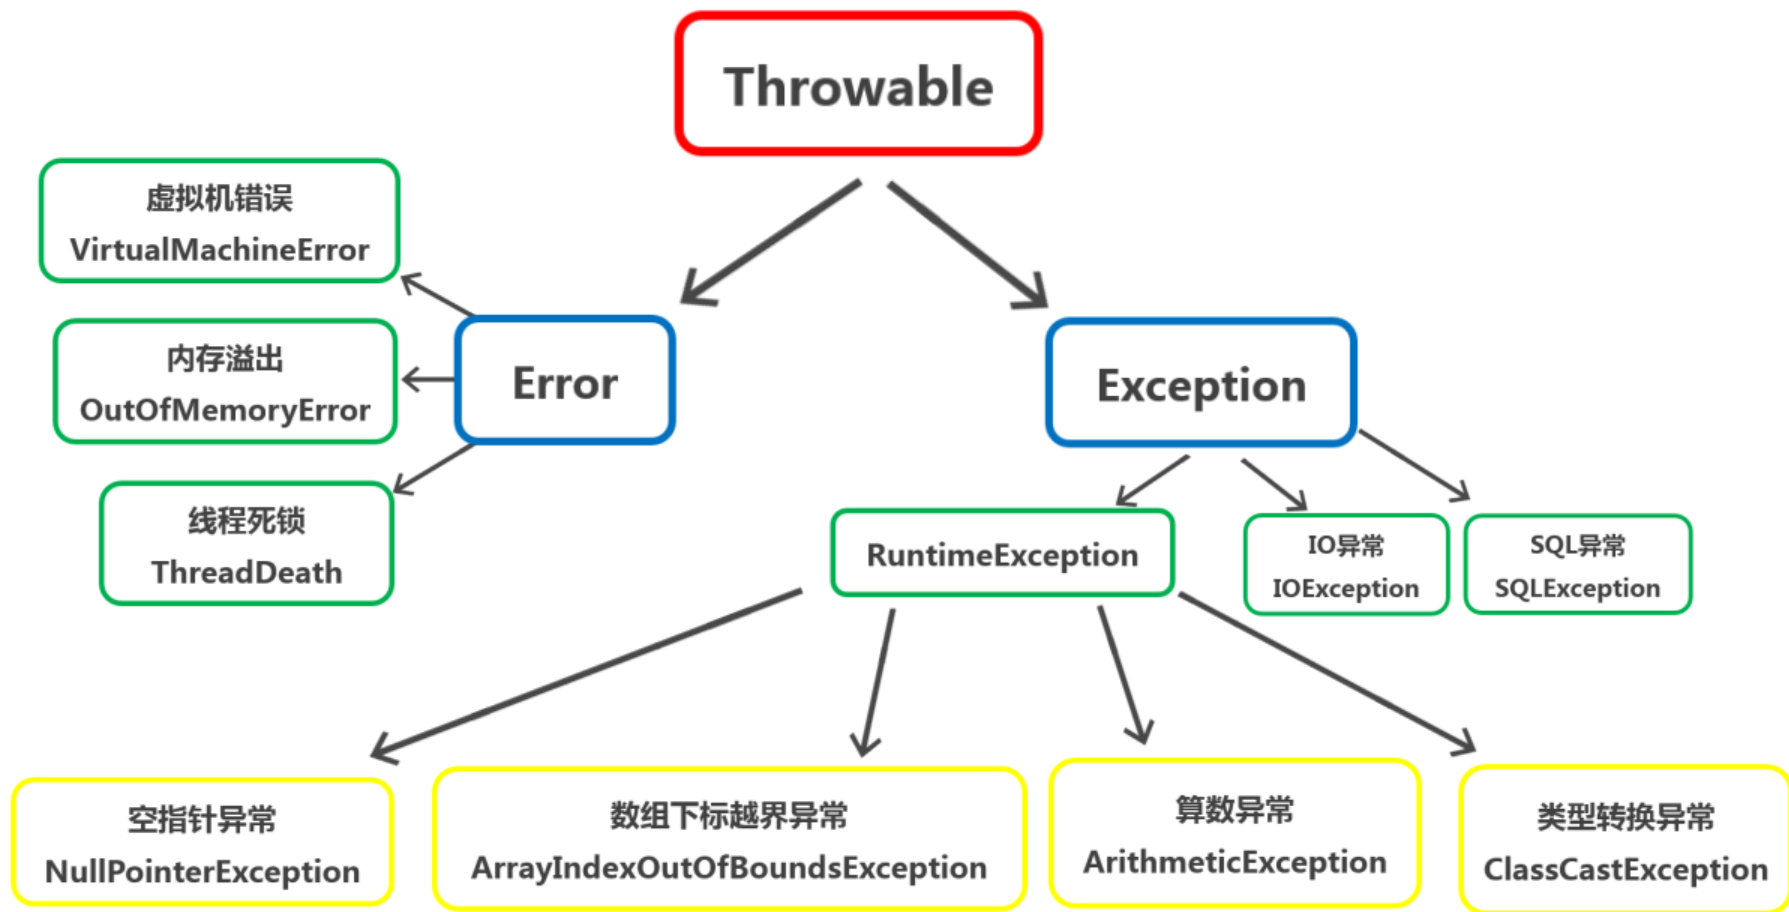 Throwable
虚拟机错误
VirtualMachineError
内存溢出
OutOfMemoryError
线程死锁
ThreadDeath
Error
Exception
RuntimeException
IO异常
IOException
SQL异常
SQLException
空指针异常
NullPointerException
数组下标越界异常
ArrayIndexOutOfBoundsException
算数异常
ArithmeticException
类型转换异常
ClassCastException